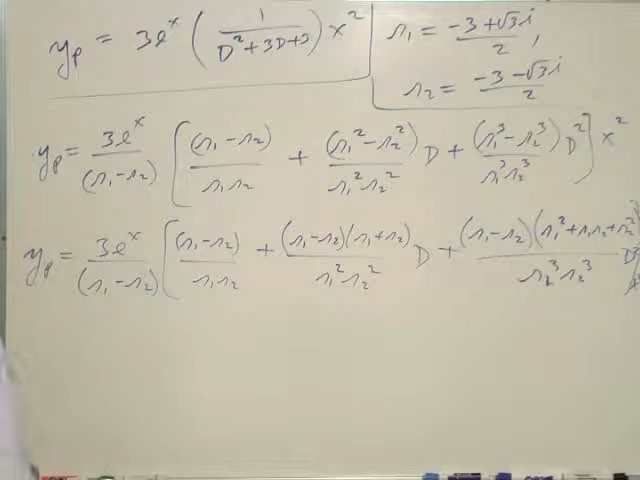 y_p = 3e^x ( 1 / (D^2 + 3D + 3) ) x^2
r_1 = (-3 + √3i) / 2 ,
r_2 = (-3 - √3i) / 2
y_p = 3e^x / (r_1 - r_2) [ (r_1 - r_2) / (r_1 r_2) + (r_1^2 - r_2^2) / (r_1^2 r_2^2) D + (r_1^3 - r_2^3) / (r_1^3 r_2^3) D^2 ] x^2
y_p = 3e^x / (r_1 - r_2) [ (r_1 - r_2) / (r_1 r_2) + (r_1 - r_2)(r_1 + r_2) / (r_1^2 r_2^2) D + (r_1 - r_2)(r_1^2 + r_1 r_2 + r_2^2) / (r_1^3 r_2^3)